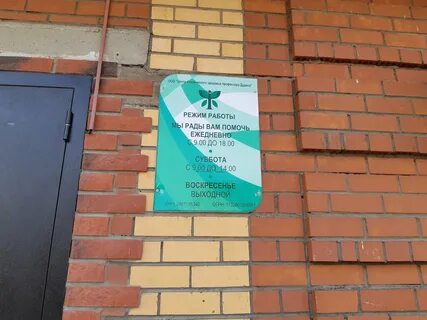 РЕЖИМ РАБОТЫ
МЫ РАДЫ ВАМ ПОМОЧЬ
ЕЖЕДНЕВНО
С 9.00 ДО 18.00
СУББОТА
С 9.00 ДО 14.00
ВОСКРЕСЕНЬЕ
ВЫХОДНОЙ